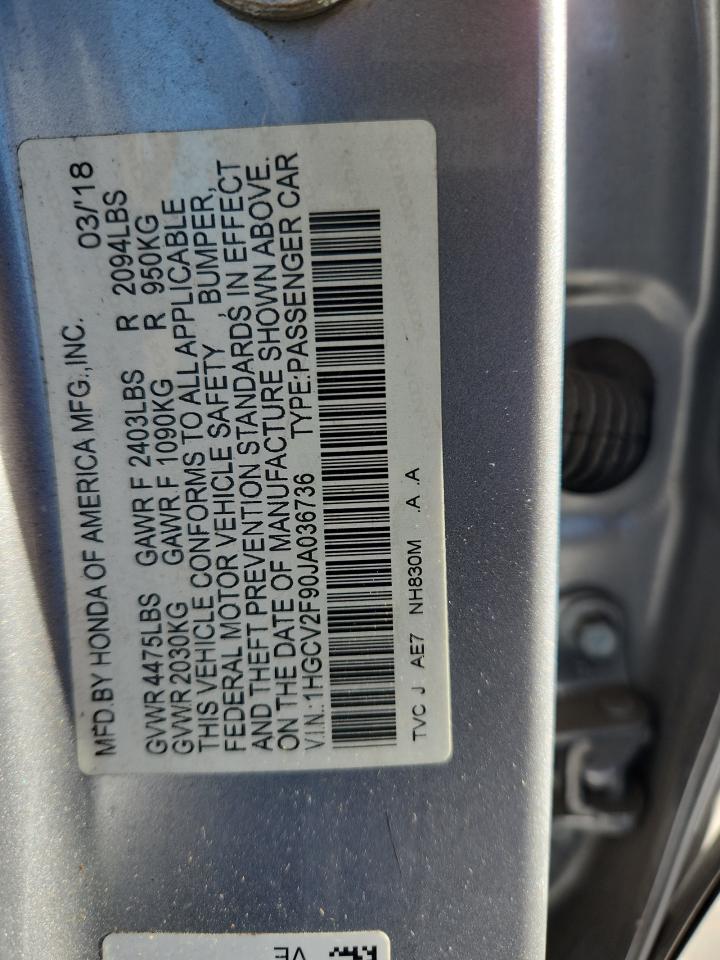 MFD. BY HONDA OF AMERICA MFG., INC. 03/'18
GVWR 4475LBS GAWR F 2403LBS R 2094LBS
GVWR 2030KG GAWR F 1090KG R 950KG
THIS VEHICLE CONFORMS TO ALL APPLICABLE
FEDERAL MOTOR VEHICLE SAFETY, BUMPER,
AND THEFT PREVENTION STANDARDS IN EFFECT
ON THE DATE OF MANUFACTURE SHOWN ABOVE.
V.I.N.: 1HGCV2F90JA036736 TYPE: PASSENGER CAR
TVC J AE7 NH830M .A .A
VE